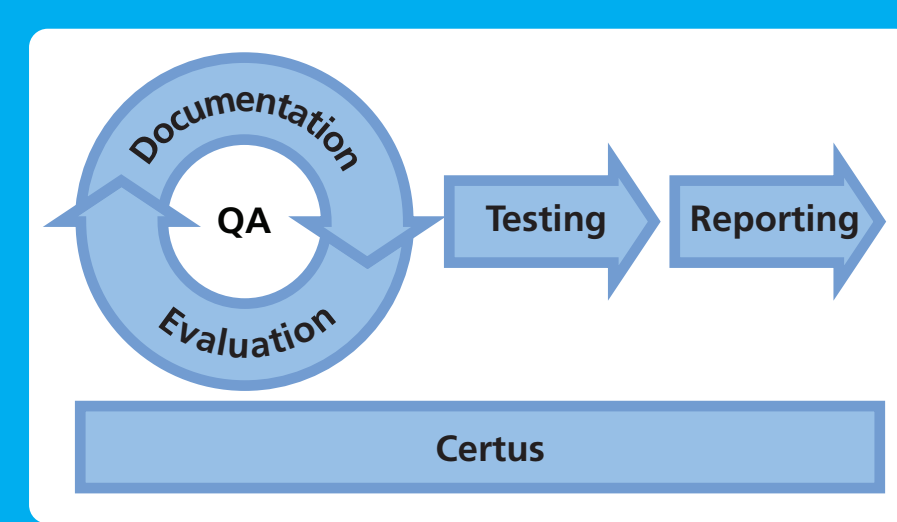 Documentation
QA
Evaluation
Testing
Reporting
Certus